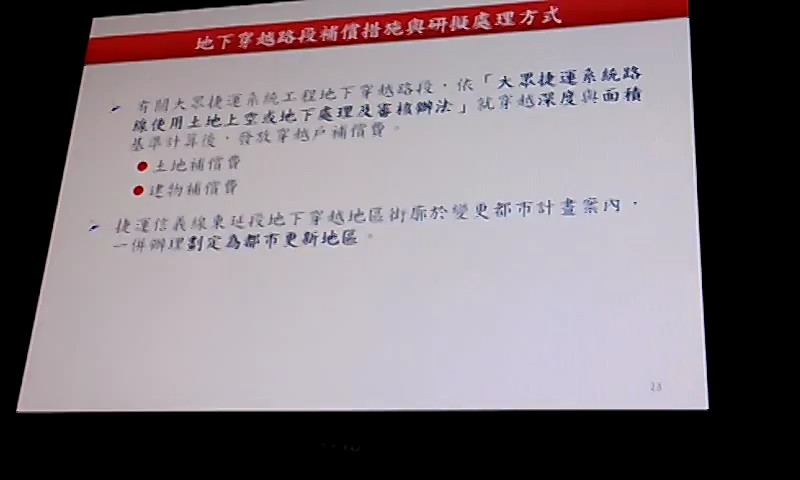 地下穿越路段補償措施與研擬處理方式
有關大眾捷運系統工程地下穿越路段，依「大眾捷運系統路
線使用土地上空或地下處理及審核辦法」就穿越深度與面積
基準計算後，發放穿越戶補償費。
土地補償費
建物補償費
捷運信義線東延段地下穿越地區街廓於變更都市計畫案內，
一併辦理劃定為都市更新地區。
23